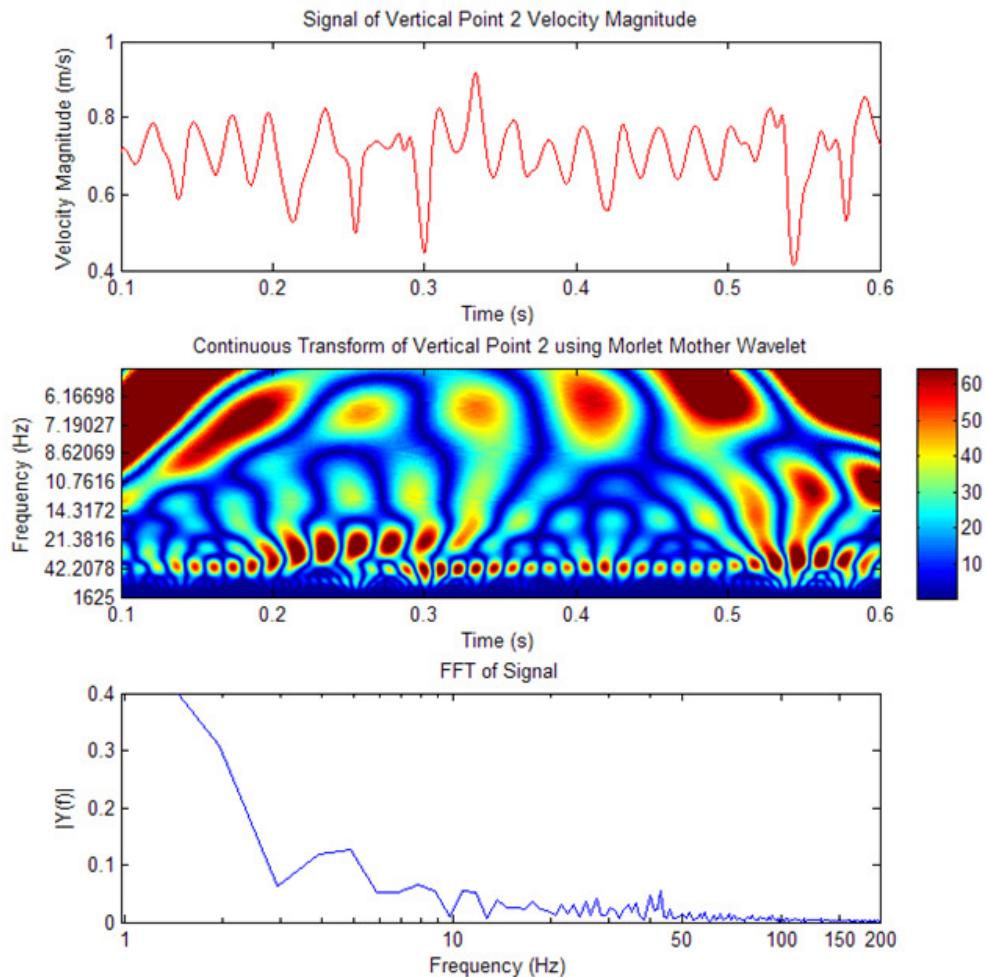 Signal of Vertical Point 2 Velocity Magnitude
Velocity Magnitude (m/s)
1
0.8
0.6
0.4
0.1 0.2 0.3 0.4 0.5 0.6
Time (s)
Continuous Transform of Vertical Point 2 using Morlet Mother Wavelet
Frequency (Hz)
6.16698
7.19027
8.62069
10.7616
14.3172
21.3816
42.2078
1625
0.1 0.2 0.3 0.4 0.5 0.6
Time (s)
60
50
40
30
20
10
FFT of Signal
|Y(f)|
0.4
0.3
0.2
0.1
0
1 10 50 100 150 200
Frequency (Hz)